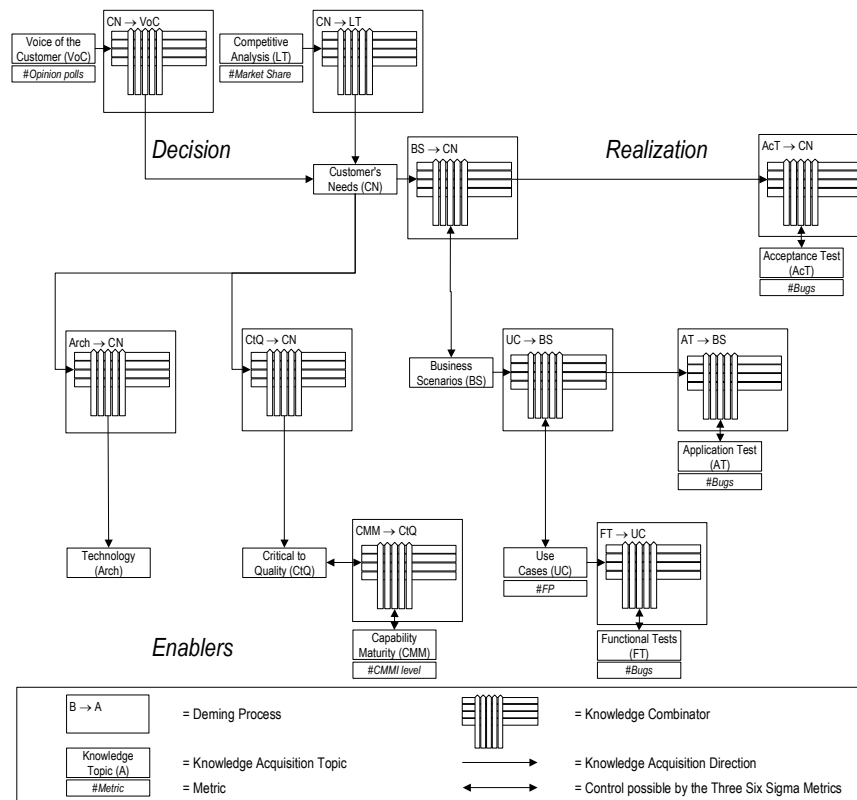 CN → VoC
Voice of the
Customer (VoC)
#Opinion polls
CN → LT
Competitive
Analysis (LT)
#Market Share
Decision
Customer's
Needs (CN)
BS → CN
Realization
AcT → CN
Acceptance Test
(AcT)
#Bugs
Arch → CN
CtQ → CN
Business
Scenarios (BS)
UC → BS
AT → BS
Application Test
(AT)
#Bugs
Technology
(Arch)
Critical to
Quality (CtQ)
CMM → CtQ
Capability
Maturity (CMM)
#CMMI level
Use
Cases (UC)
#FP
FT → UC
Functional Tests
(FT)
#Bugs
Enablers
B → A
= Deming Process
= Knowledge Combinator
Knowledge
Topic (A)
= Knowledge Acquisition Topic
= Knowledge Acquisition Direction
#Metric
= Metric
= Control possible by the Three Six Sigma Metrics